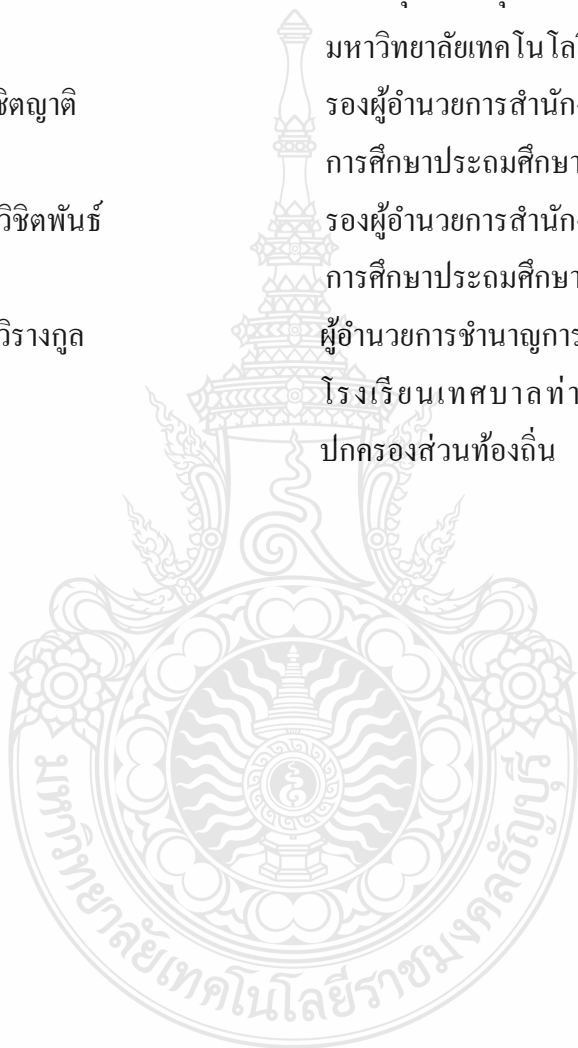 มหาวิทยาลัยเทคโนโล
ชิตญาติ รองผู้อำนวยการสำนัก
การศึกษาประถมศึกษา
วิชิตพันธ์ รองผู้อำนวยการสำนัก
การศึกษาประถมศึกษา
วิรางกูล ผู้อำนวยการชำนาญการ
โรงเรียนเทศบาลท่า
ปกครองส่วนท้องถิ่น
มหาวิทยาลัยเทคโนโลยีราชมงคลธัญบุรี